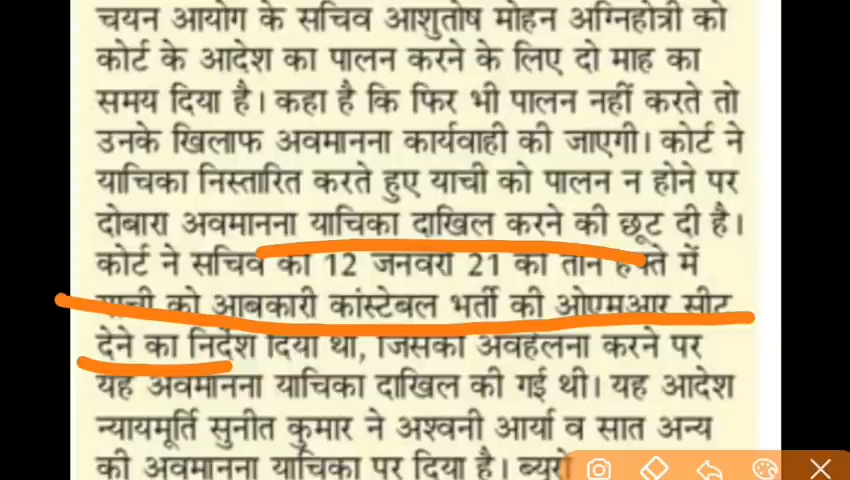 चयन आयोग के सचिव आशुतोष मोहन अग्निहोत्री को
कोर्ट के आदेश का पालन करने के लिए दो माह का
समय दिया है। कहा है कि फिर भी पालन नहीं करते तो
उनके खिलाफ अवमानना कार्यवाही की जाएगी। कोर्ट ने
याचिका निस्तारित करते हुए याची को पालन न होने पर
दोबारा अवमानना याचिका दाखिल करने की छूट दी है।
कोर्ट ने सचिव को 12 जनवरी 21 को तीन हफ्ते में
याची को आबकारी कांस्टेबल भर्ती की ओएमआर सीट
देने का निर्देश दिया था, जिसकी अवहेलना करने पर
यह अवमानना याचिका दाखिल की गई थी। यह आदेश
न्यायमूर्ति सुनीत कुमार ने अश्वनी आर्या व सात अन्य
की अवमानना याचिका पर दिया है। ब्यूरो